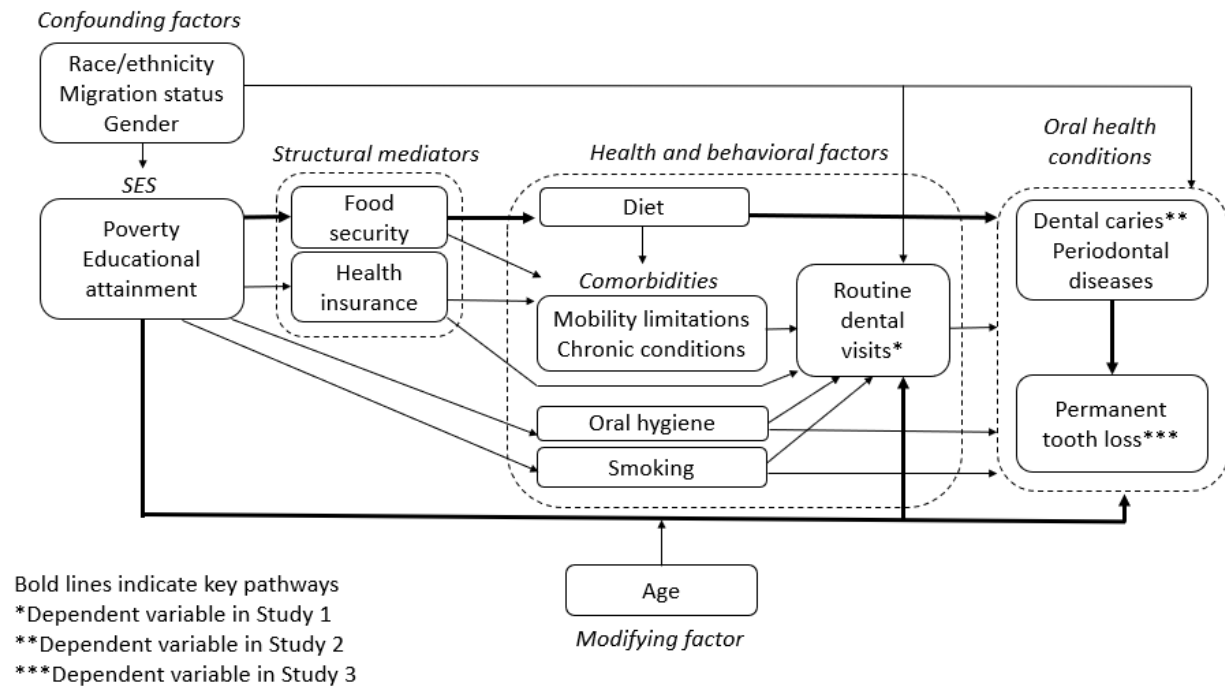 Confounding factors
Race/ethnicity
Migration status
Gender
SES
Poverty
Educational
attainment
Structural mediators
Food
security
Health
insurance
Health and behavioral factors
Diet
Comorbidities
Mobility limitations
Chronic conditions
Routine
dental
visits*
Oral hygiene
Smoking
Oral health
conditions
Dental caries**
Periodontal
diseases
Permanent
tooth loss***
Age
Modifying factor
Bold lines indicate key pathways
*Dependent variable in Study 1
**Dependent variable in Study 2
***Dependent variable in Study 3